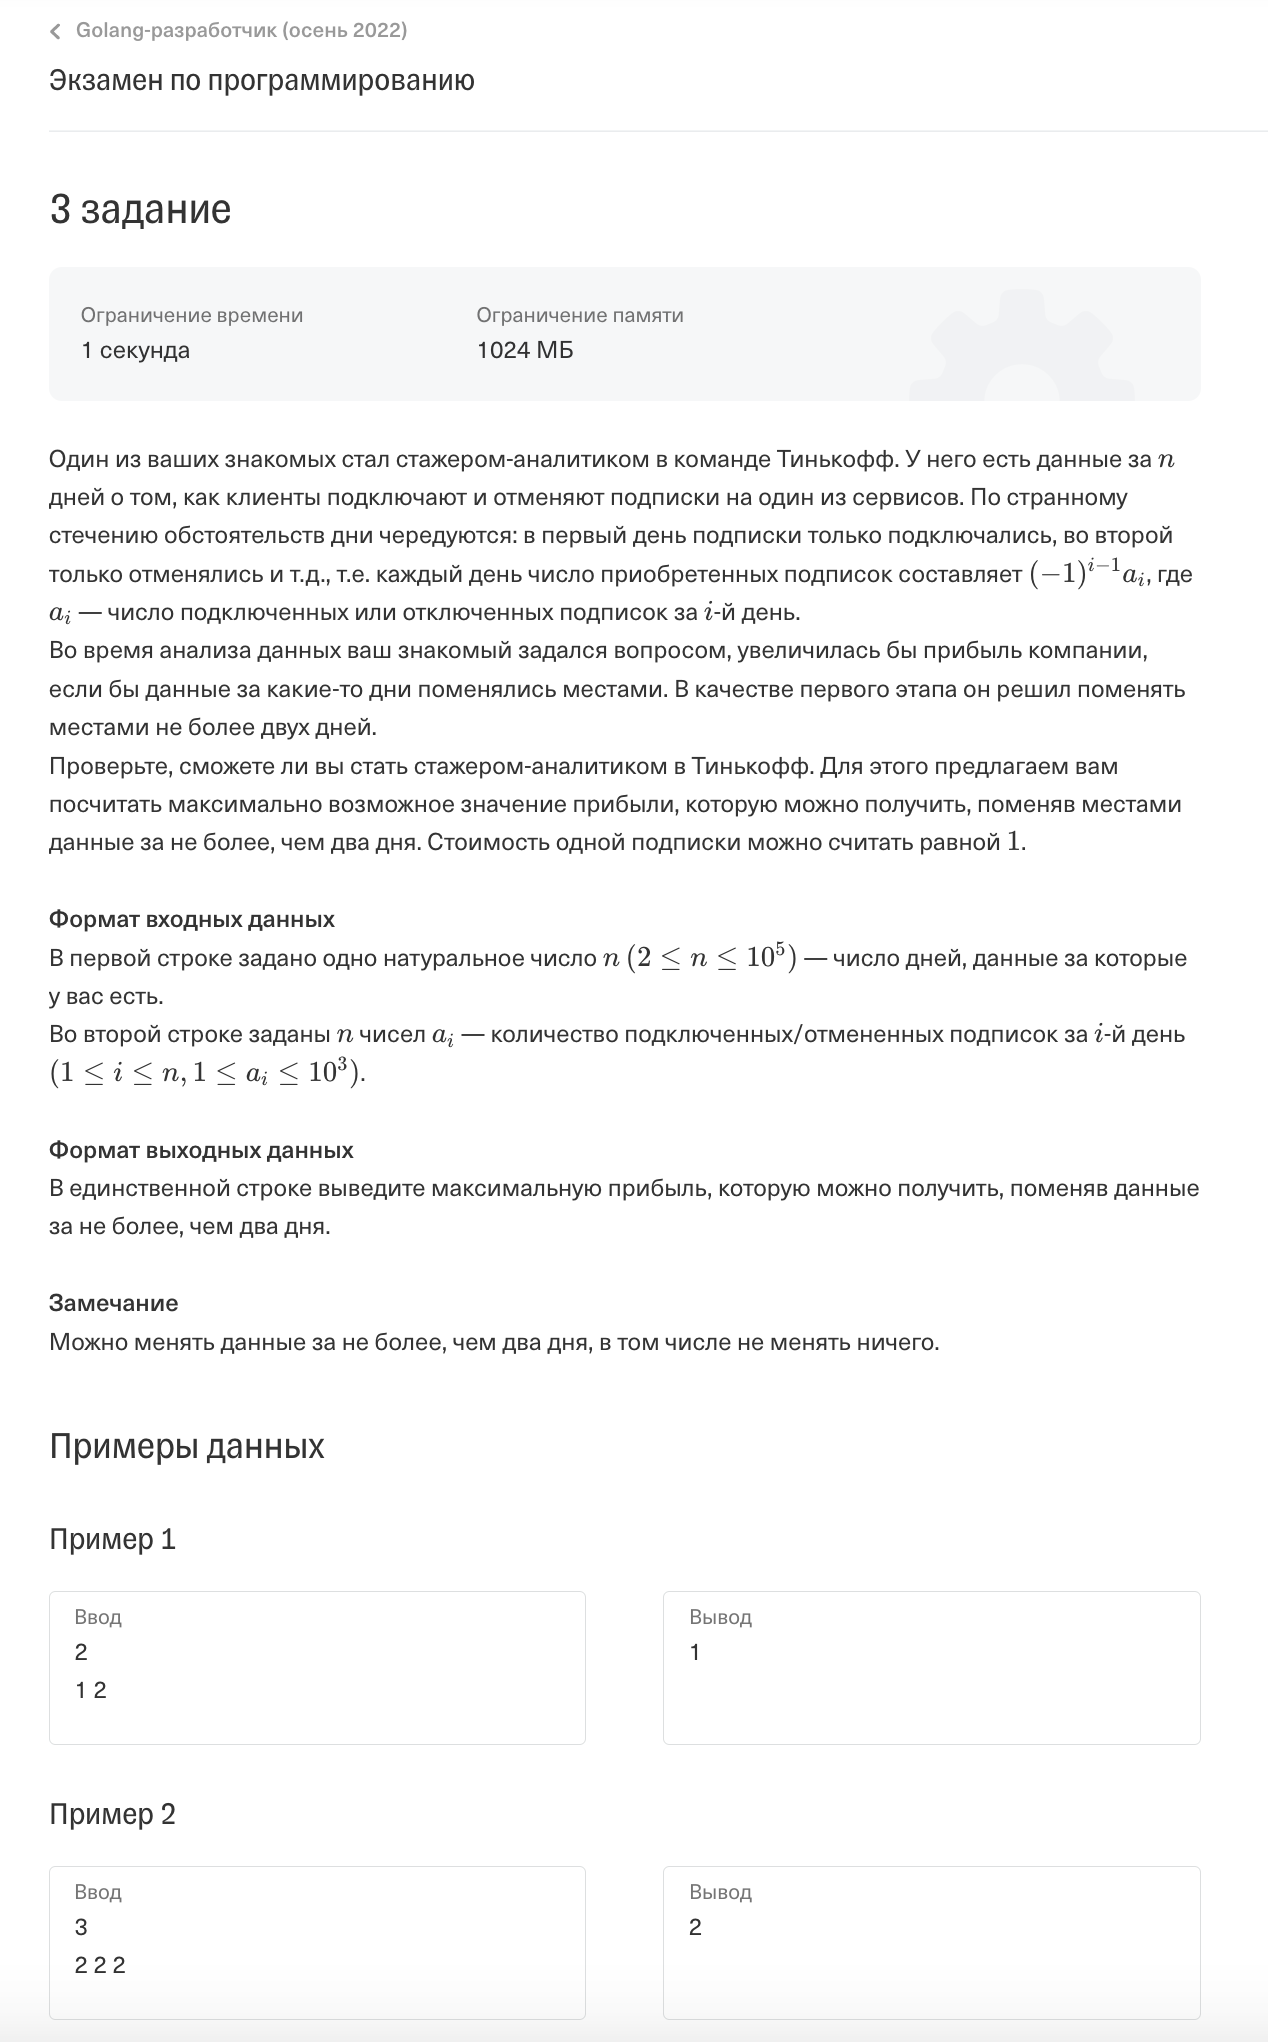 Golang-разработчик (осень 2022)
Экзамен по программированию
3 задание
Ограничение времени
1 секунда
Ограничение памяти
1024 МБ
Один из ваших знакомых стал стажером-аналитиком в команде Тинькофф. У него есть данные за n
дней о том, как клиенты подключают и отменяют подписки на один из сервисов. По странному
стечению обстоятельств дни чередуются: в первый день подписки только подключались, во второй
только отменялись и т.д., т.е. каждый день число приобретенных подписок составляет (−1)^{i−1}a_i, где
a_i — число подключенных или отключенных подписок за i-й день.
Во время анализа данных ваш знакомый задался вопросом, увеличилась бы прибыль компании,
если бы данные за какие-то дни поменялись местами. В качестве первого этапа он решил поменять
местами не более двух дней.
Проверьте, сможете ли вы стать стажером-аналитиком в Тинькофф. Для этого предлагаем вам
посчитать максимально возможное значение прибыли, которую можно получить, поменяв местами
данные за не более, чем два дня. Стоимость одной подписки можно считать равной 1.
Формат входных данных
В первой строке задано одно натуральное число n (2 ≤ n ≤ 10^5) — число дней, данные за которые
у вас есть.
Во второй строке заданы n чисел a_i — количество подключенных/отмененных подписок за i-й день
(1 ≤ i ≤ n, 1 ≤ a_i ≤ 10^3).
Формат выходных данных
В единственной строке выведите максимальную прибыль, которую можно получить, поменяв данные
за не более, чем два дня.
Замечание
Можно менять данные за не более, чем два дня, в том числе не менять ничего.
Примеры данных
Пример 1
Ввод
2
1 2
Вывод
1
Пример 2
Ввод
3
2 2 2
Вывод
2